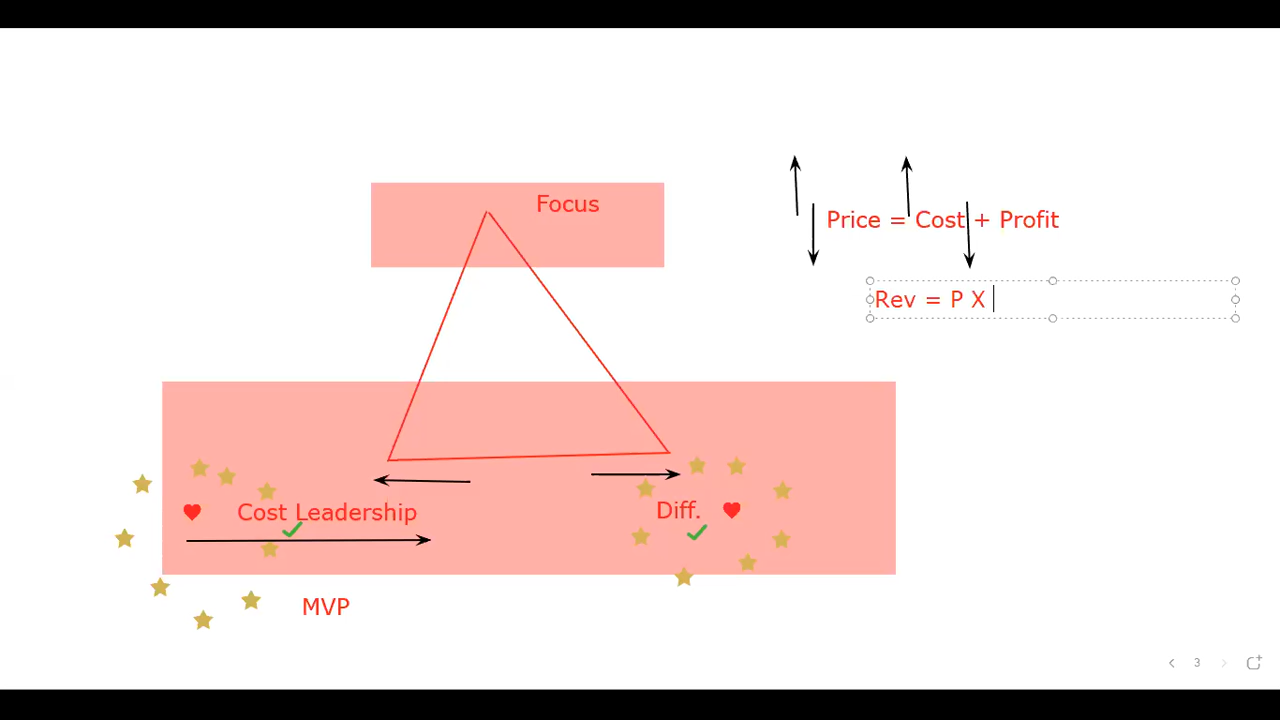 Focus
Price = Cost + Profit
Rev = P X
Cost Leadership
Diff.
MVP
3